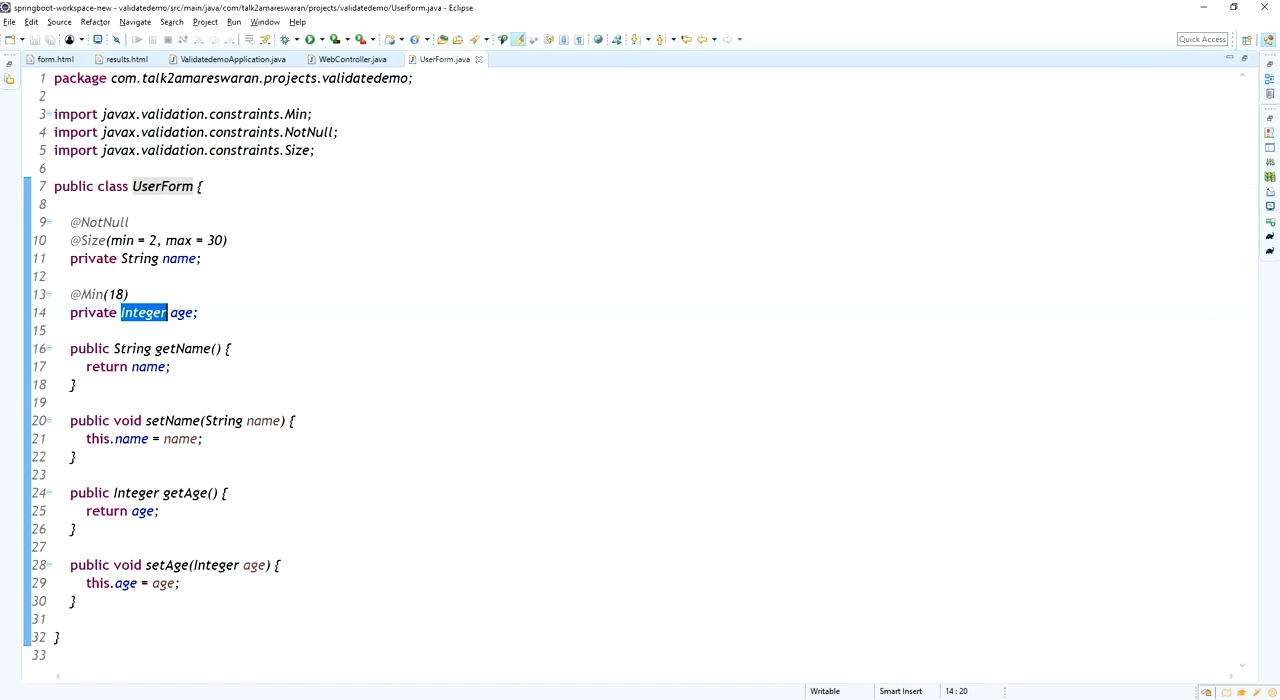 springboot-workspace-new - validatedemo/src/main/java/com/talk2amareswaran/projects/validatedemo/UserForm.java - Eclipse
File Edit Source Refactor Navigate Search Project Run Window Help
Quick Access
form.html results.html ValidatedemoApplication.java WebController.java UserForm.java
1 package com.talk2amareswaran.projects.validatedemo;
2
3 import javax.validation.constraints.Min;
4 import javax.validation.constraints.NotNull;
5 import javax.validation.constraints.Size;
6
7 public class UserForm {
8
9 @NotNull
10 @Size(min = 2, max = 30)
11 private String name;
12
13 @Min(18)
14 private Integer age;
15
16 public String getName() {
17 return name;
18 }
19
20 public void setName(String name) {
21 this.name = name;
22 }
23
24 public Integer getAge() {
25 return age;
26 }
27
28 public void setAge(Integer age) {
29 this.age = age;
30 }
31
32 }
33
Writable Smart Insert 14 : 20